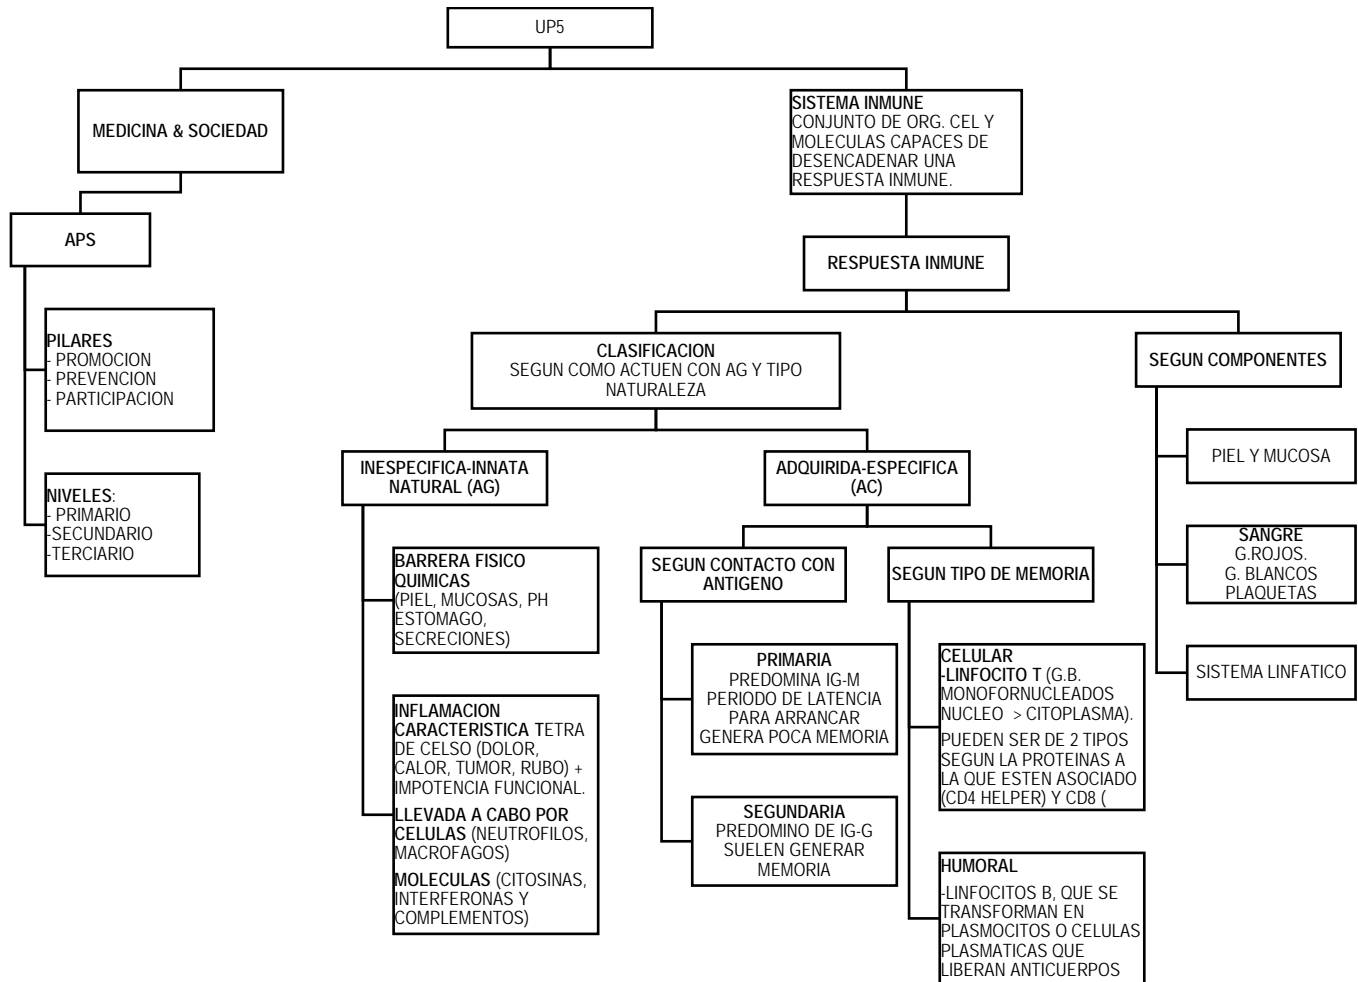 UP5
MEDICINA & SOCIEDAD
APS
PILARES
- PROMOCION
- PREVENCION
- PARTICIPACION
NIVELES:
- PRIMARIO
-SECUNDARIO
-TERCIARIO
SISTEMA INMUNE
CONJUNTO DE ORG. CEL Y
MOLECULAS CAPACES DE
DESENCADENAR UNA
RESPUESTA INMUNE.
RESPUESTA INMUNE
CLASIFICACION
SEGUN COMO ACTUEN CON AG Y TIPO
NATURALEZA
INESPECIFICA-INNATA
NATURAL (AG)
BARRERA FISICO
QUIMICAS
(PIEL, MUCOSAS, PH
ESTOMAGO,
SECRECIONES)
INFLAMACION
CARACTERISTICA TETRA
DE CELSO (DOLOR,
CALOR, TUMOR, RUBO) +
IMPOTENCIA FUNCIONAL.
LLEVADA A CABO POR
CELULAS (NEUTROFILOS,
MACROFAGOS)
MOLECULAS (CITOSINAS,
INTERFERONAS Y
COMPLEMENTOS)
ADQUIRIDA-ESPECIFICA
(AC)
SEGUN CONTACTO CON
ANTIGENO
PRIMARIA
PREDOMINA IG-M
PERIODO DE LATENCIA
PARA ARRANCAR
GENERA POCA MEMORIA
SEGUNDARIA
PREDOMINO DE IG-G
SUELEN GENERAR
MEMORIA
SEGUN TIPO DE MEMORIA
CELULAR
-LINFOCITO T (G.B.
MONOFORNUCLEADOS
NUCLEO > CITOPLASMA).
PUEDEN SER DE 2 TIPOS
SEGUN LA PROTEINAS A
LA QUE ESTEN ASOCIADO
(CD4 HELPER) Y CD8 (
HUMORAL
-LINFOCITOS B, QUE SE
TRANSFORMAN EN
PLASMOCITOS O CELULAS
PLASMATICAS QUE
LIBERAN ANTICUERPOS
SEGUN COMPONENTES
PIEL Y MUCOSA
SANGRE
G.ROJOS.
G. BLANCOS
PLAQUETAS
SISTEMA LINFATICO